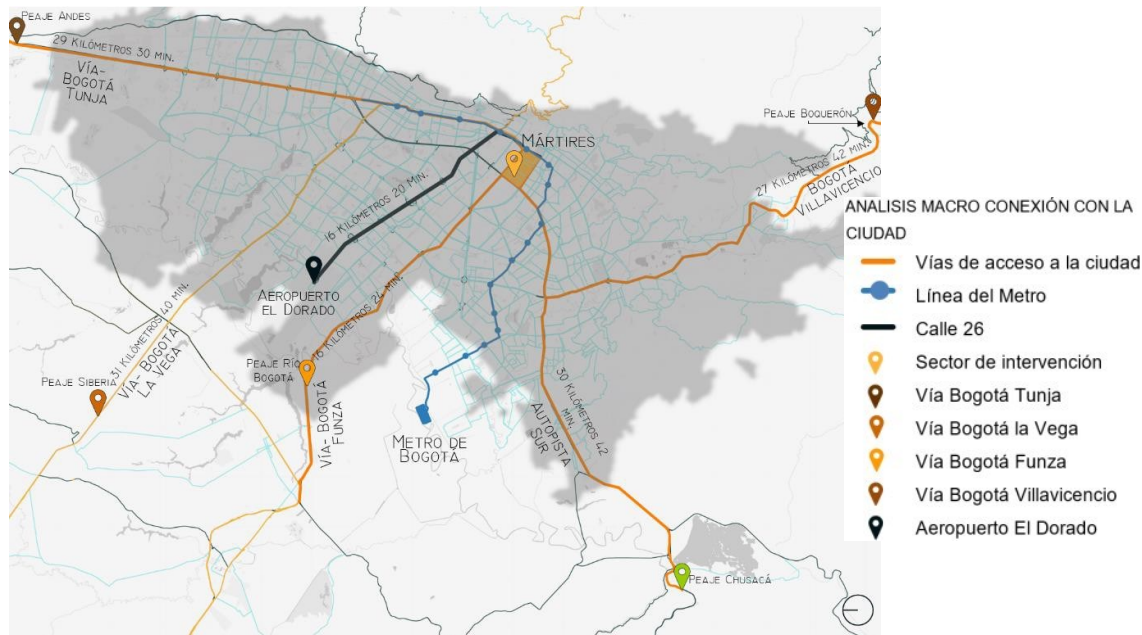 Peaje Andes
29 Kilómetros 30 min.
Vía-
Bogotá
Tunja
Mártires
Peaje Boquerón
27 Kilómetros 42 min.
Bogotá
Villavicencio
16 Kilómetros 20 min.
Aeropuerto
el Dorado
16 Kilómetros 24 min.
Peaje Río
Bogotá
Vía- Bogotá
Funza
31 Kilómetros 40 min.
Vía- Bogotá
la Vega
Peaje Siberia
Metro de
Bogotá
30 Kilómetros 42
min.
Autopista
Sur
Peaje Chusacá
ANALISIS MACRO CONEXIÓN CON LA
CIUDAD
Vías de acceso a la ciudad
Línea del Metro
Calle 26
Sector de intervención
Vía Bogotá Tunja
Vía Bogotá la Vega
Vía Bogotá Funza
Vía Bogotá Villavicencio
Aeropuerto El Dorado